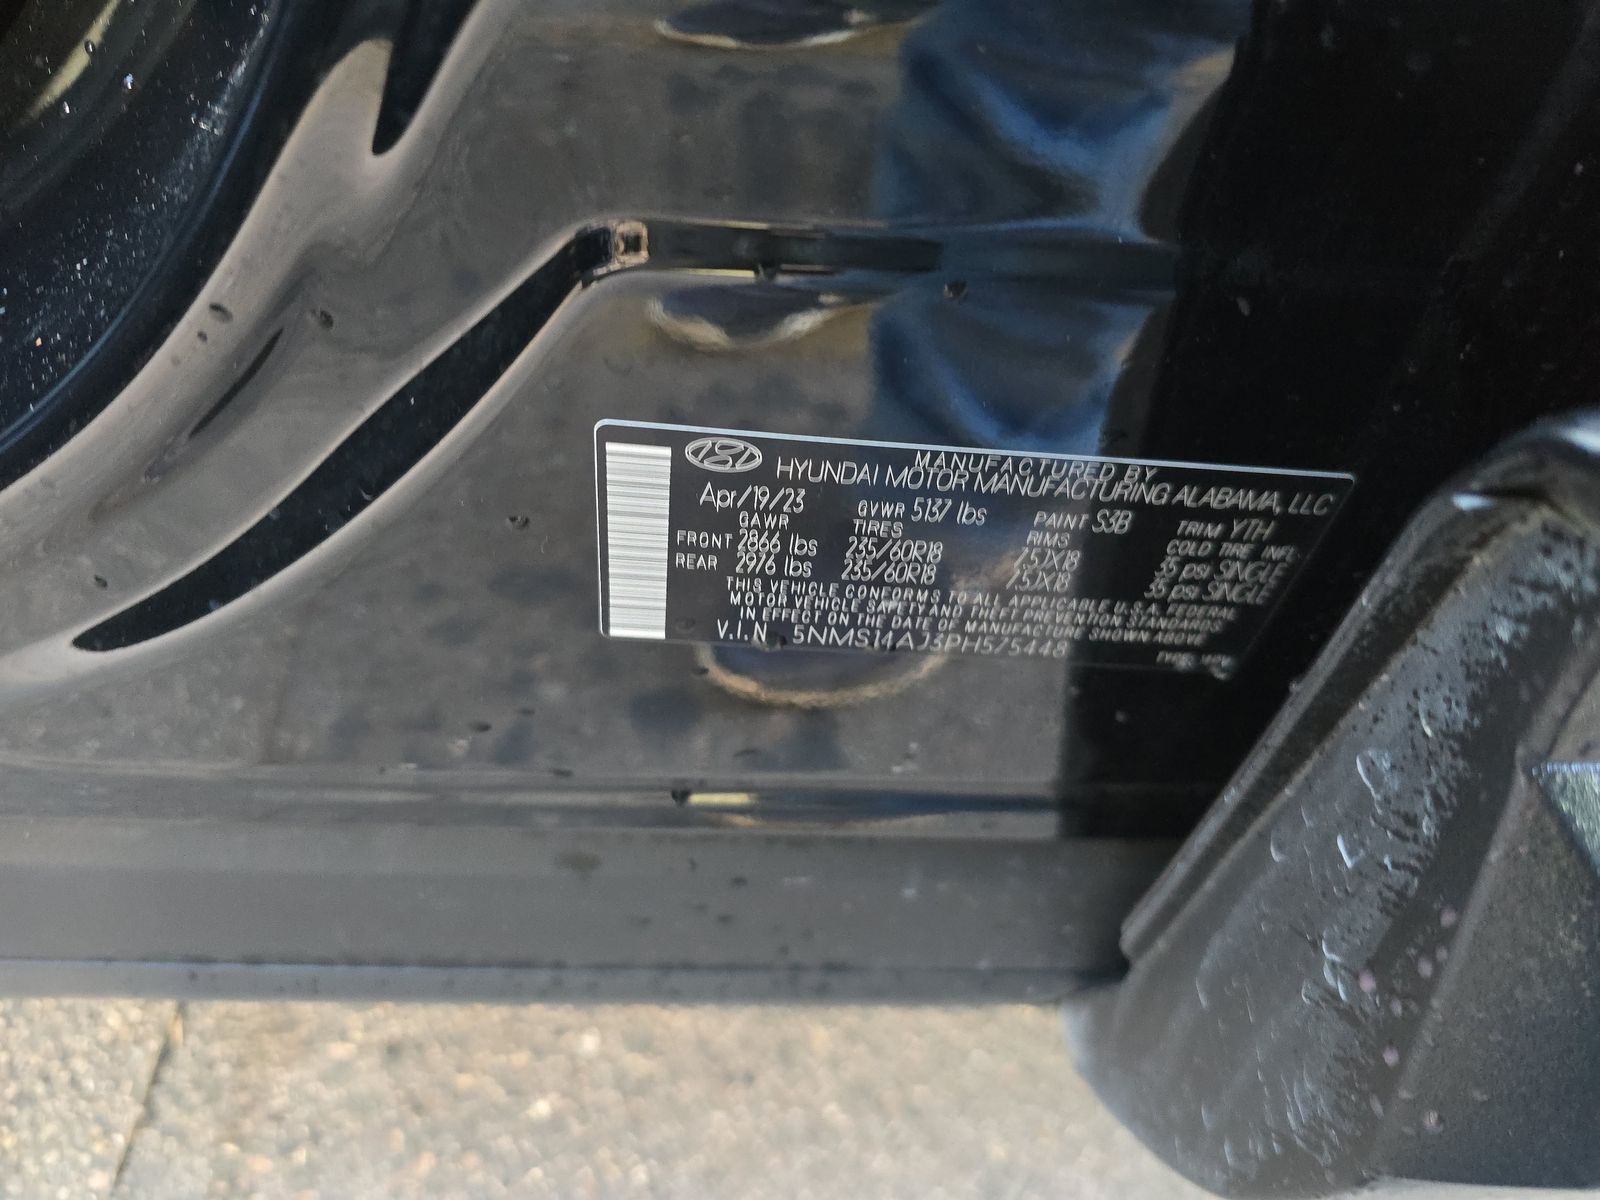 MANUFACTURED BY
HYUNDAI MOTOR MANUFACTURING ALABAMA, LLC
Apr/19/23 GVWR 5137 lbs PAINT S3B TRIM YTH
GAWR TIRES RIMS COLD TIRE INFL.
FRONT 2866 lbs 235/60R18 7.5JX18 35 psi SINGLE
REAR 2976 lbs 235/60R18 7.5JX18 35 psi SINGLE
THIS VEHICLE CONFORMS TO ALL APPLICABLE U.S.A. FEDERAL
MOTOR VEHICLE SAFETY AND THEFT PREVENTION STANDARDS
IN EFFECT ON THE DATE OF MANUFACTURE SHOWN ABOVE
V.I.N 5NMS14AJ3PH575448